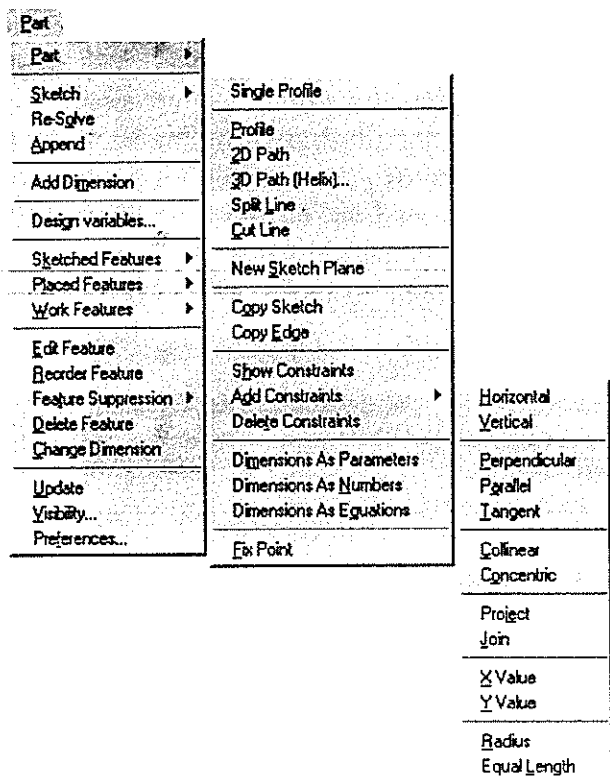 Part
Part
Sketch
Re-Solve
Append
Add Dimension
Design variables...
Sketched Features
Placed Features
Work Features
Edit Feature
Reorder Feature
Feature Suppression
Delete Feature
Change Dimension
Update
Visibility...
Preferences...
Single Profile
Profile
2D Path
3D Path (Helix)...
Split Line
Cut Line
New Sketch Plane
Copy Sketch
Copy Edge
Show Constraints
Add Constraints
Delete Constraints
Dimensions As Parameters
Dimensions As Numbers
Dimensions As Equations
Fix Point
Horizontal
Vertical
Perpendicular
Parallel
Tangent
Collinear
Concentric
Project
Join
X Value
Y Value
Radius
Equal Length